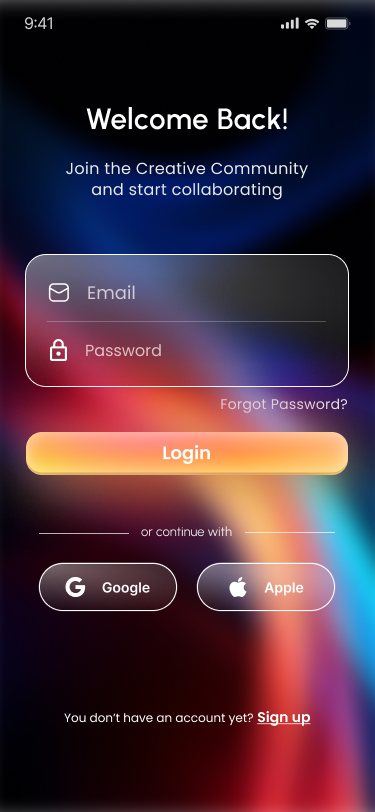 9:41
Welcome Back!
Join the Creative Community
and start collaborating
Email
Password
Forgot Password?
Login
or continue with
Google
Apple
You don't have an account yet? Sign up